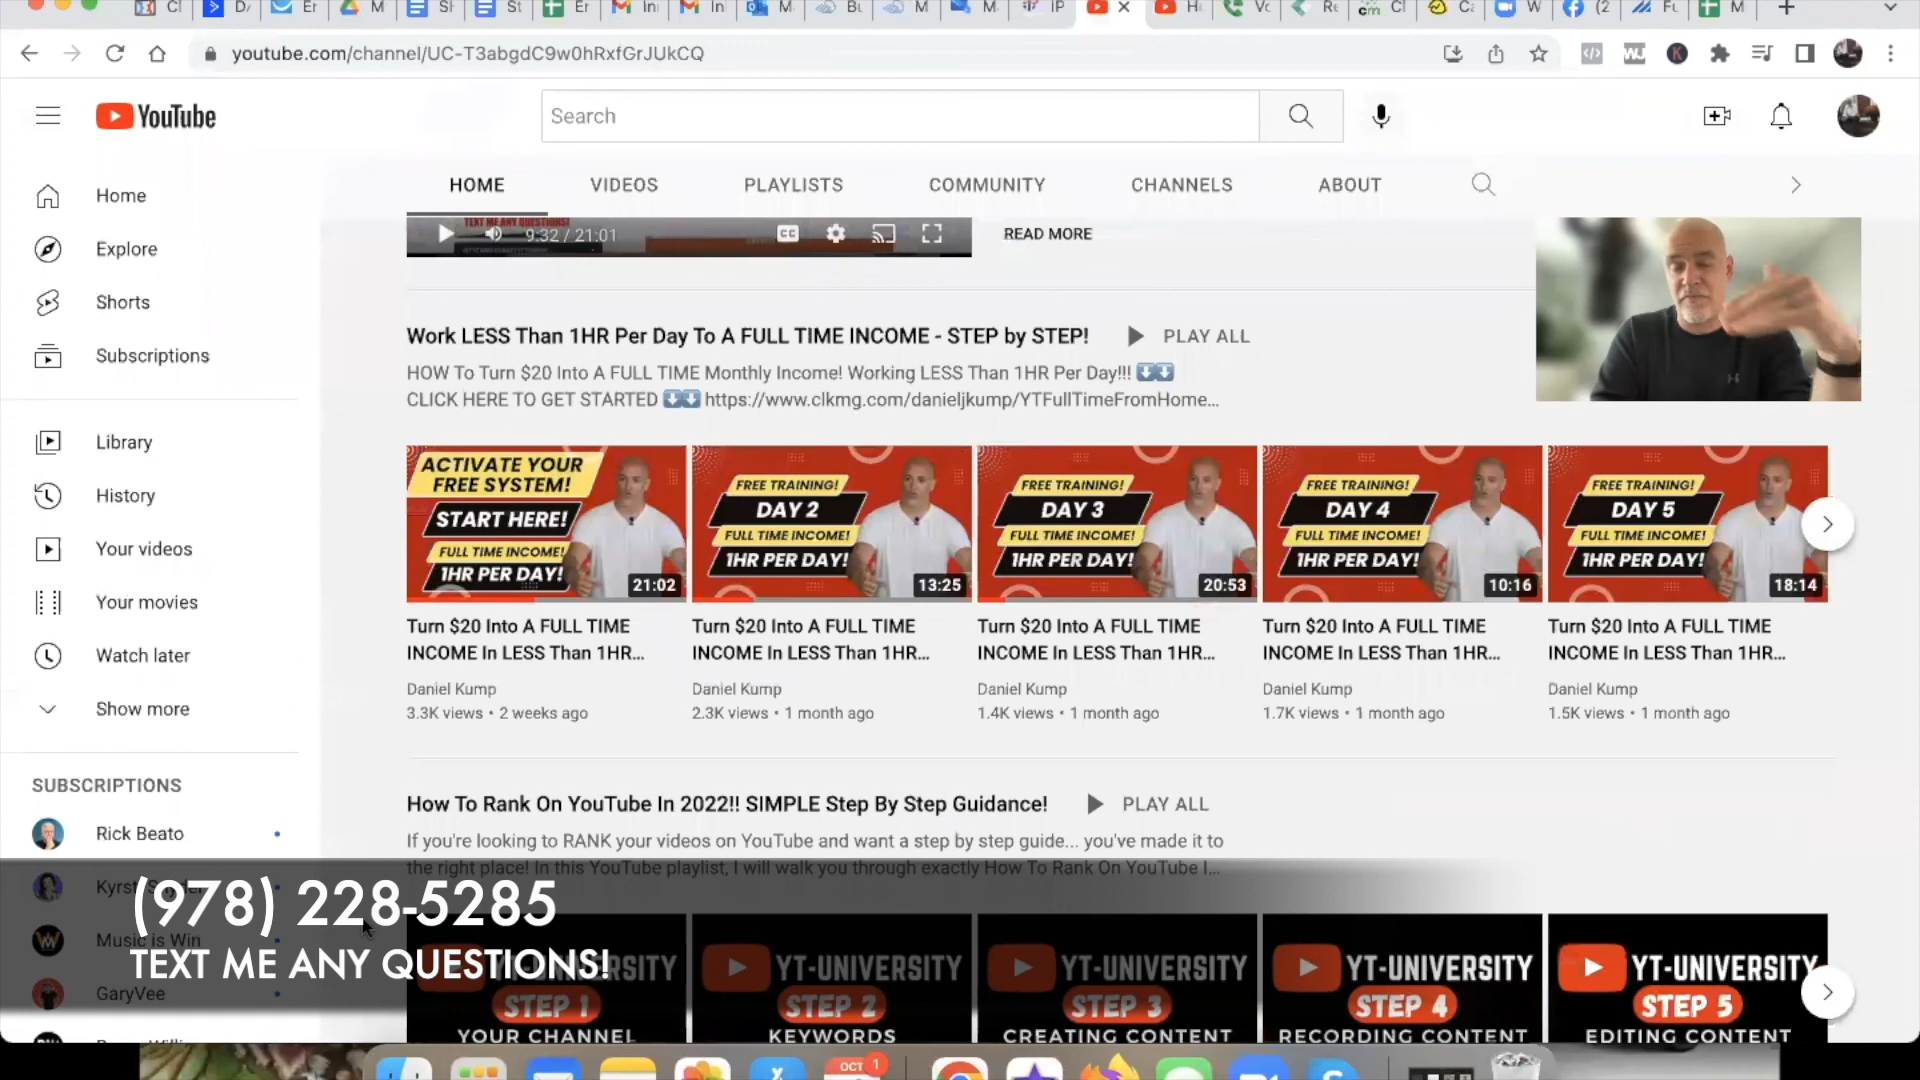 youtube.com/channel/UC-T3abgdC9w0hRxfGrJUkCQ
YouTube
Search
HOME VIDEOS PLAYLISTS COMMUNITY CHANNELS ABOUT
Home
Explore
Shorts
Subscriptions
Library
History
Your videos
Your movies
Watch later
Show more
SUBSCRIPTIONS
Rick Beato
Music is Win
GaryVee
TEXT ME ANY QUESTIONS!
9:32 / 21:01
CC
READ MORE
Work LESS Than 1HR Per Day To A FULL TIME INCOME - STEP by STEP! PLAY ALL
HOW To Turn $20 Into A FULL TIME Monthly Income! Working LESS Than 1HR Per Day!!! ⬇️⬇️
CLICK HERE TO GET STARTED ⬇️⬇️ https://www.clkmg.com/danieljkump/YTFullTimeFromHome...
ACTIVATE YOUR
FREE SYSTEM!
START HERE!
FULL TIME INCOME!
1HR PER DAY!
21:02
Turn $20 Into A FULL TIME
INCOME In LESS Than 1HR...
Daniel Kump
3.3K views • 2 weeks ago
FREE TRAINING!
DAY 2
FULL TIME INCOME!
1HR PER DAY!
13:25
Turn $20 Into A FULL TIME
INCOME In LESS Than 1HR...
Daniel Kump
2.3K views • 1 month ago
FREE TRAINING!
DAY 3
FULL TIME INCOME!
1HR PER DAY!
20:53
Turn $20 Into A FULL TIME
INCOME In LESS Than 1HR...
Daniel Kump
1.4K views • 1 month ago
FREE TRAINING!
DAY 4
FULL TIME INCOME!
1HR PER DAY!
10:16
Turn $20 Into A FULL TIME
INCOME In LESS Than 1HR...
Daniel Kump
1.7K views • 1 month ago
FREE TRAINING!
DAY 5
FULL TIME INCOME!
1HR PER DAY!
18:14
Turn $20 Into A FULL TIME
INCOME In LESS Than 1HR...
Daniel Kump
1.5K views • 1 month ago
How To Rank On YouTube In 2022!! SIMPLE Step By Step Guidance! PLAY ALL
If you're looking to RANK your videos on YouTube and want a step by step guide... you've made it to
the right place! In this YouTube playlist, I will walk you through exactly How To Rank On YouTube I...
(978) 228-5285
TEXT ME ANY QUESTIONS!
STEP 1
YOUR CHANNEL
YT-UNIVERSITY
STEP 2
KEYWORDS
YT-UNIVERSITY
STEP 3
CREATING CONTENT
YT-UNIVERSITY
STEP 4
RECORDING CONTENT
YT-UNIVERSITY
STEP 5
EDITING CONTENT
OCT 1